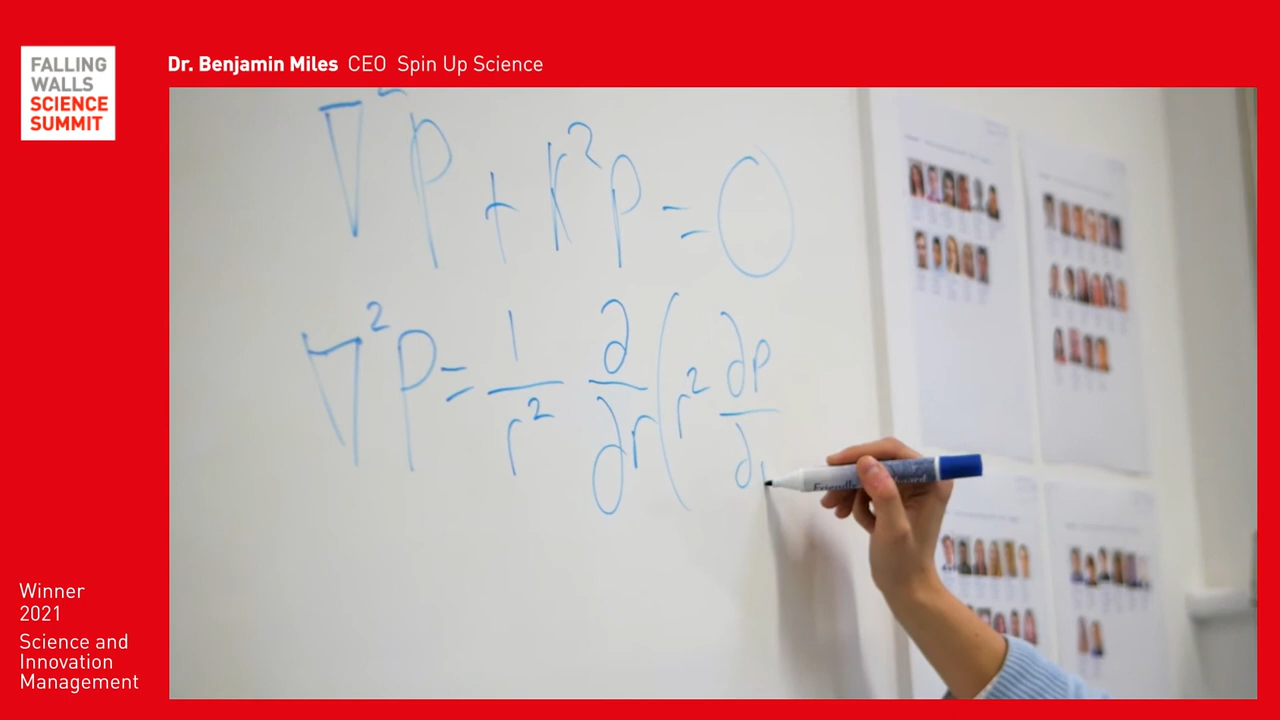 FALLING
WALLS
SCIENCE
SUMMIT
Dr. Benjamin Miles CEO Spin Up Science
∇²p + k²p = 0
∇²p = 1/r² ∂/∂r (r² ∂p/∂r
Winner
2021
Science and
Innovation
Management